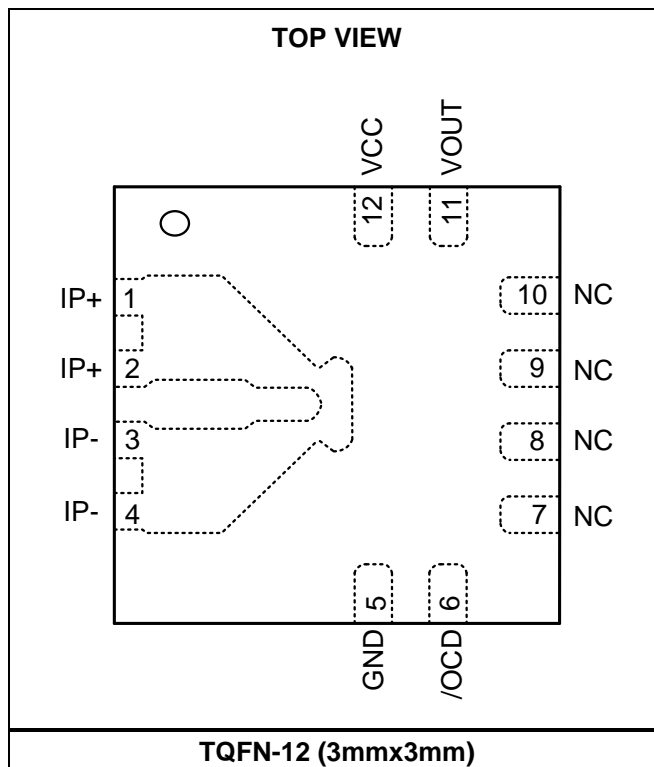 TOP VIEW
VCC
VOUT
12
11
IP+ 1
10 NC
IP+ 2
9 NC
IP- 3
8 NC
IP- 4
7 NC
5
6
GND
/OCD
TQFN-12 (3mmx3mm)